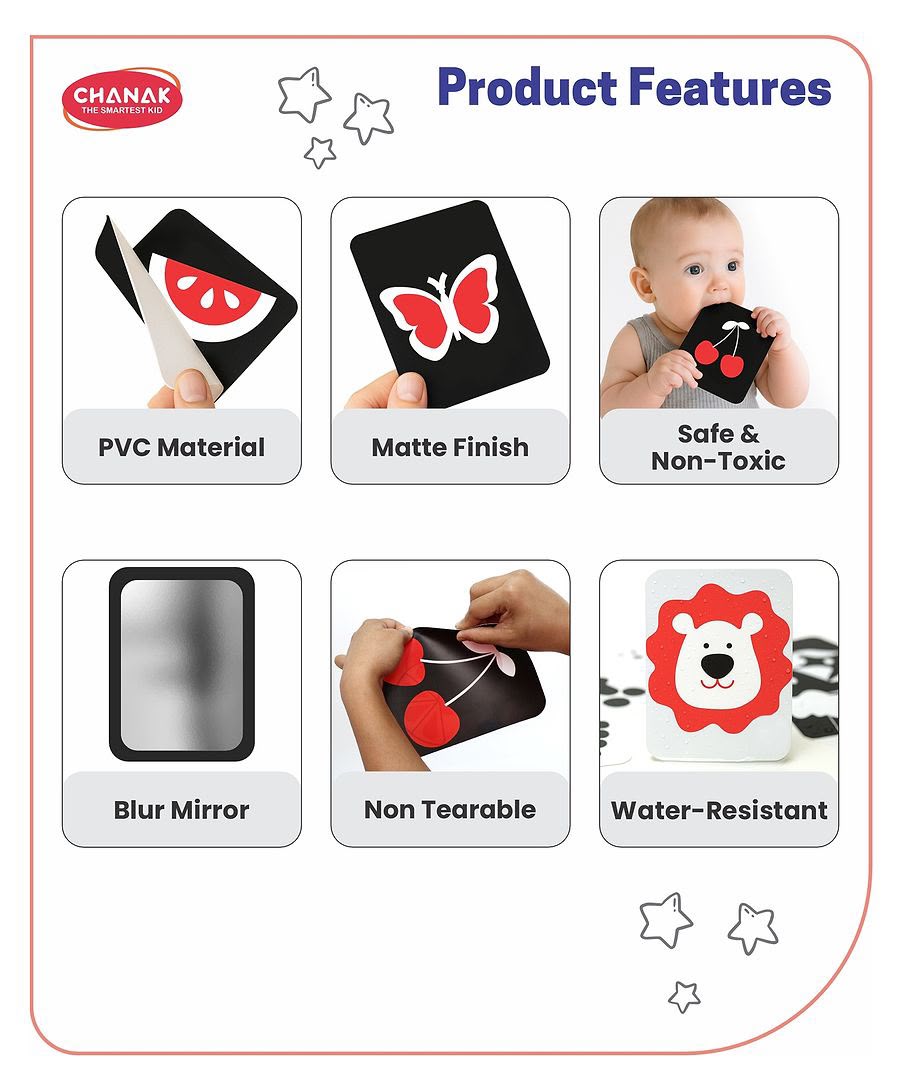 CHANAK
THE SMARTEST KID
Product Features
PVC Material
Matte Finish
Safe &
Non-Toxic
Blur Mirror
Non Tearable
Water-Resistant